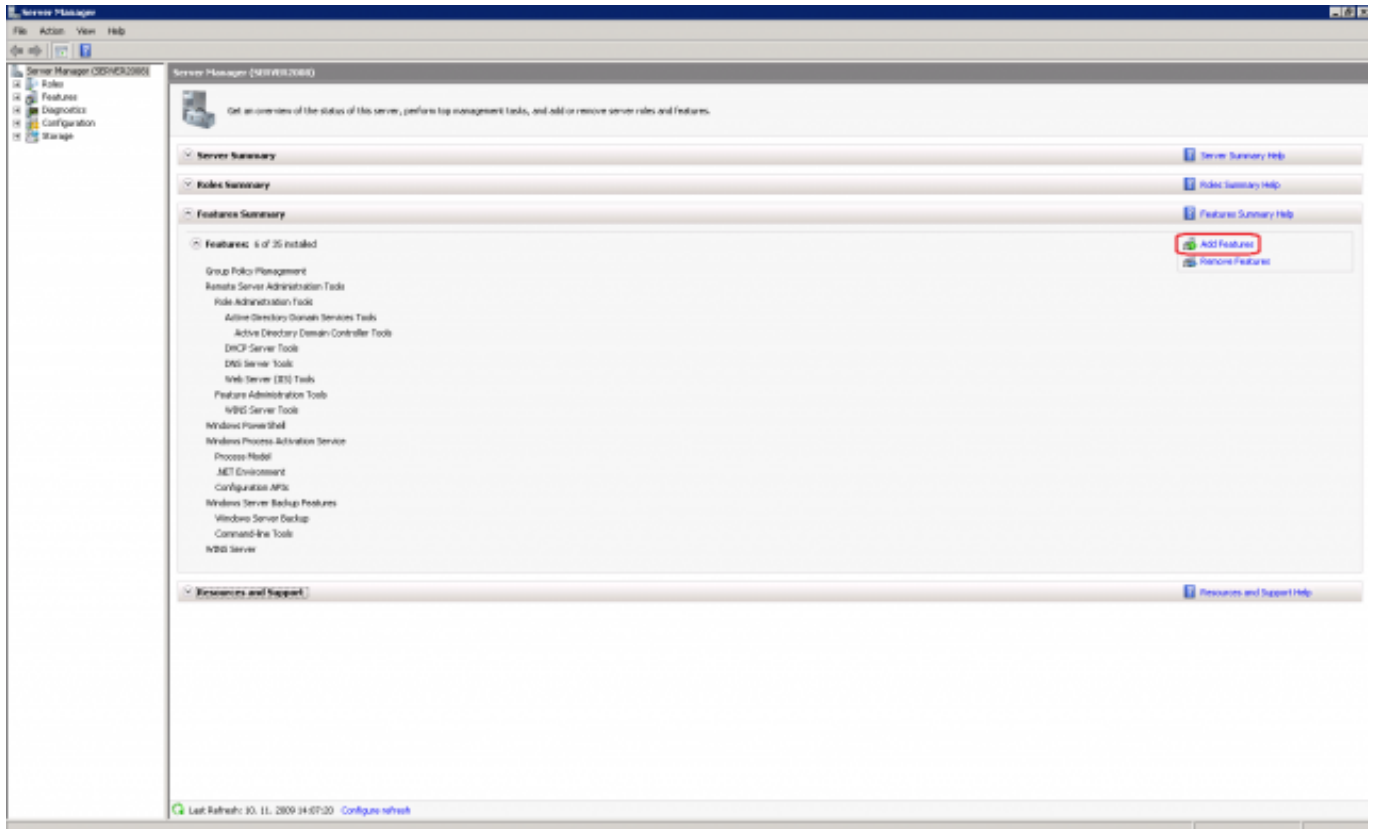 Server Manager
File Action View Help
Server Manager (SERVER2008)
Roles
Features
Diagnostics
Configuration
Storage
Server Manager (SERVER2008)
Get an overview of the status of this server, perform top management tasks, and add or remove server roles and features.
Server Summary
Server Summary Help
Roles Summary
Roles Summary Help
Features Summary
Features Summary Help
Features: 6 of 35 installed
Add Features
Remove Features
Group Policy Management
Remote Server Administration Tools
Role Administration Tools
Active Directory Domain Services Tools
Active Directory Domain Controller Tools
DHCP Server Tools
DNS Server Tools
Web Server (IIS) Tools
Feature Administration Tools
WINS Server Tools
Windows PowerShell
Windows Process Activation Service
Process Model
.NET Environment
Configuration APIs
Windows Server Backup Features
Windows Server Backup
Command-line Tools
WINS Server
Resources and Support
Resources and Support Help
Last Refresh: 10. 11. 2009 14:07:20 Configure refresh